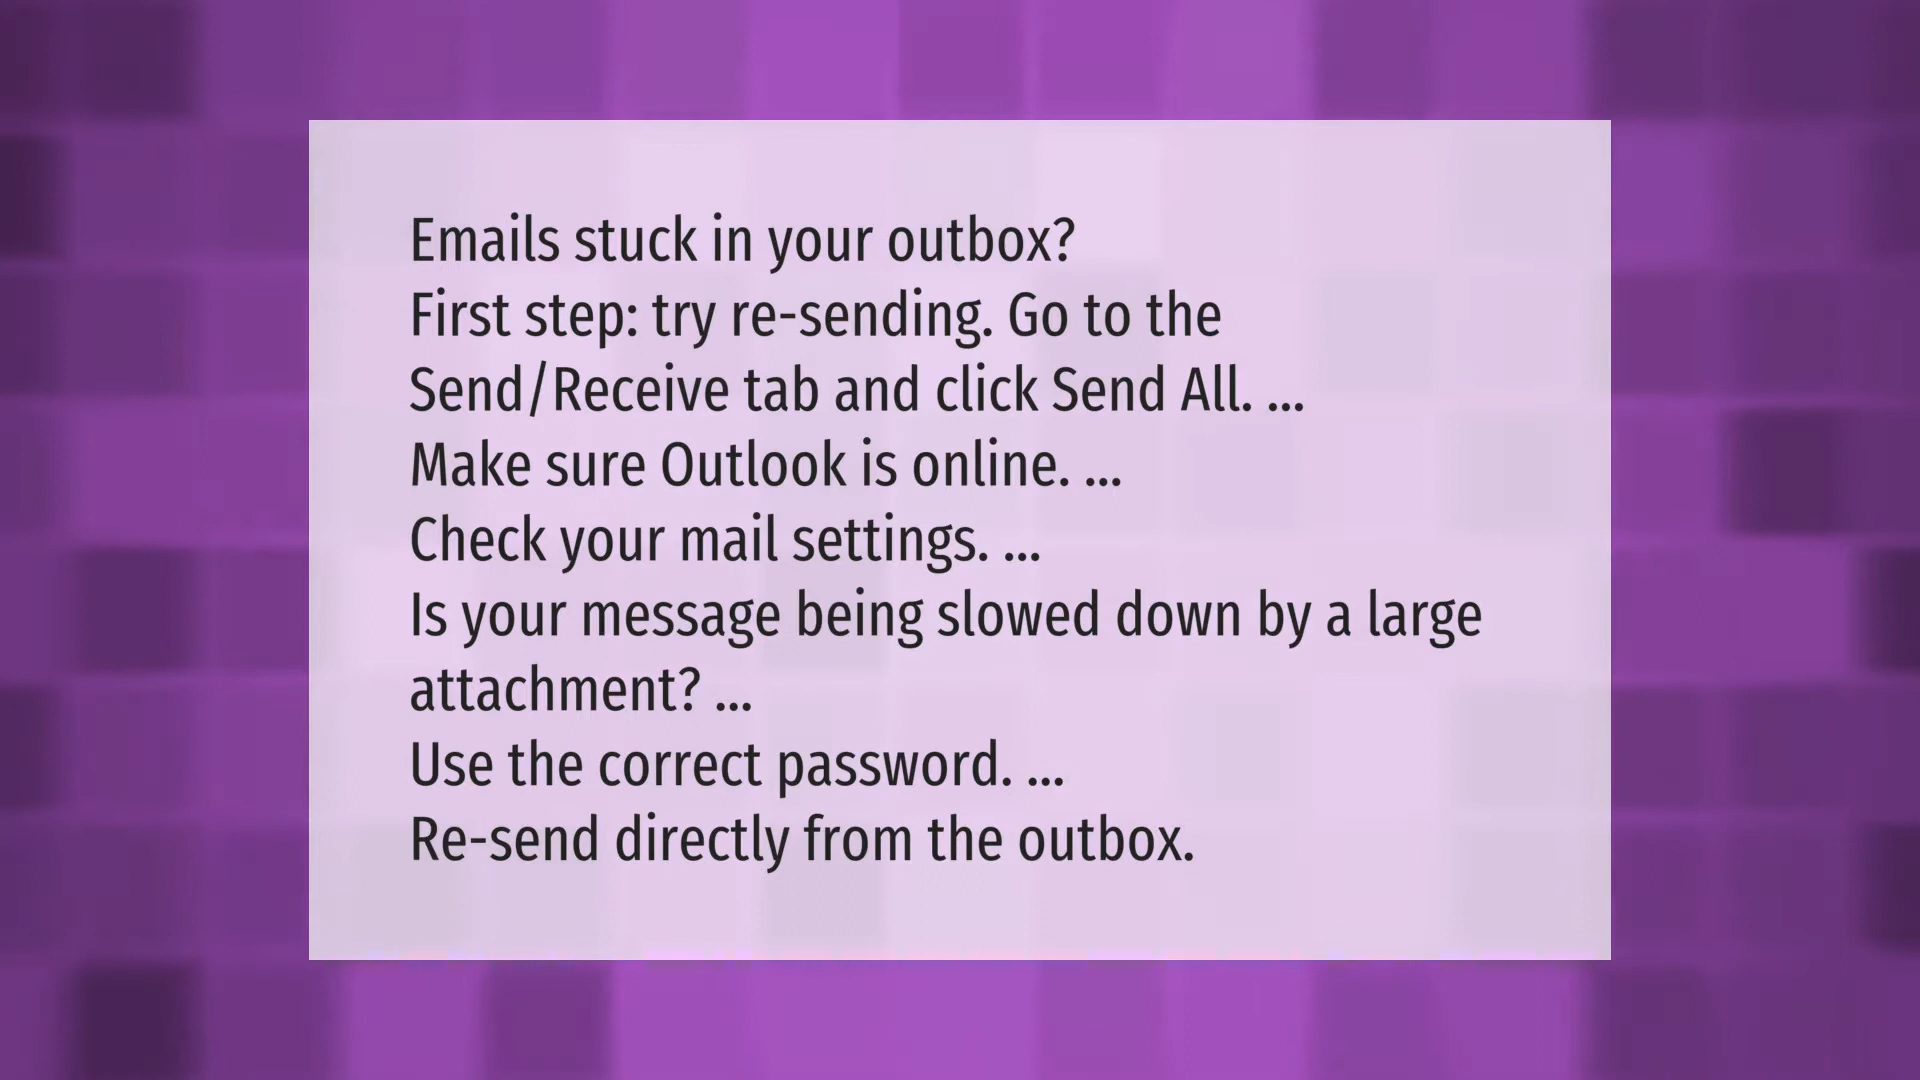 Emails stuck in your outbox?
First step: try re-sending. Go to the
Send/Receive tab and click Send All. ...
Make sure Outlook is online. ...
Check your mail settings. ...
Is your message being slowed down by a large
attachment? ...
Use the correct password. ...
Re-send directly from the outbox.